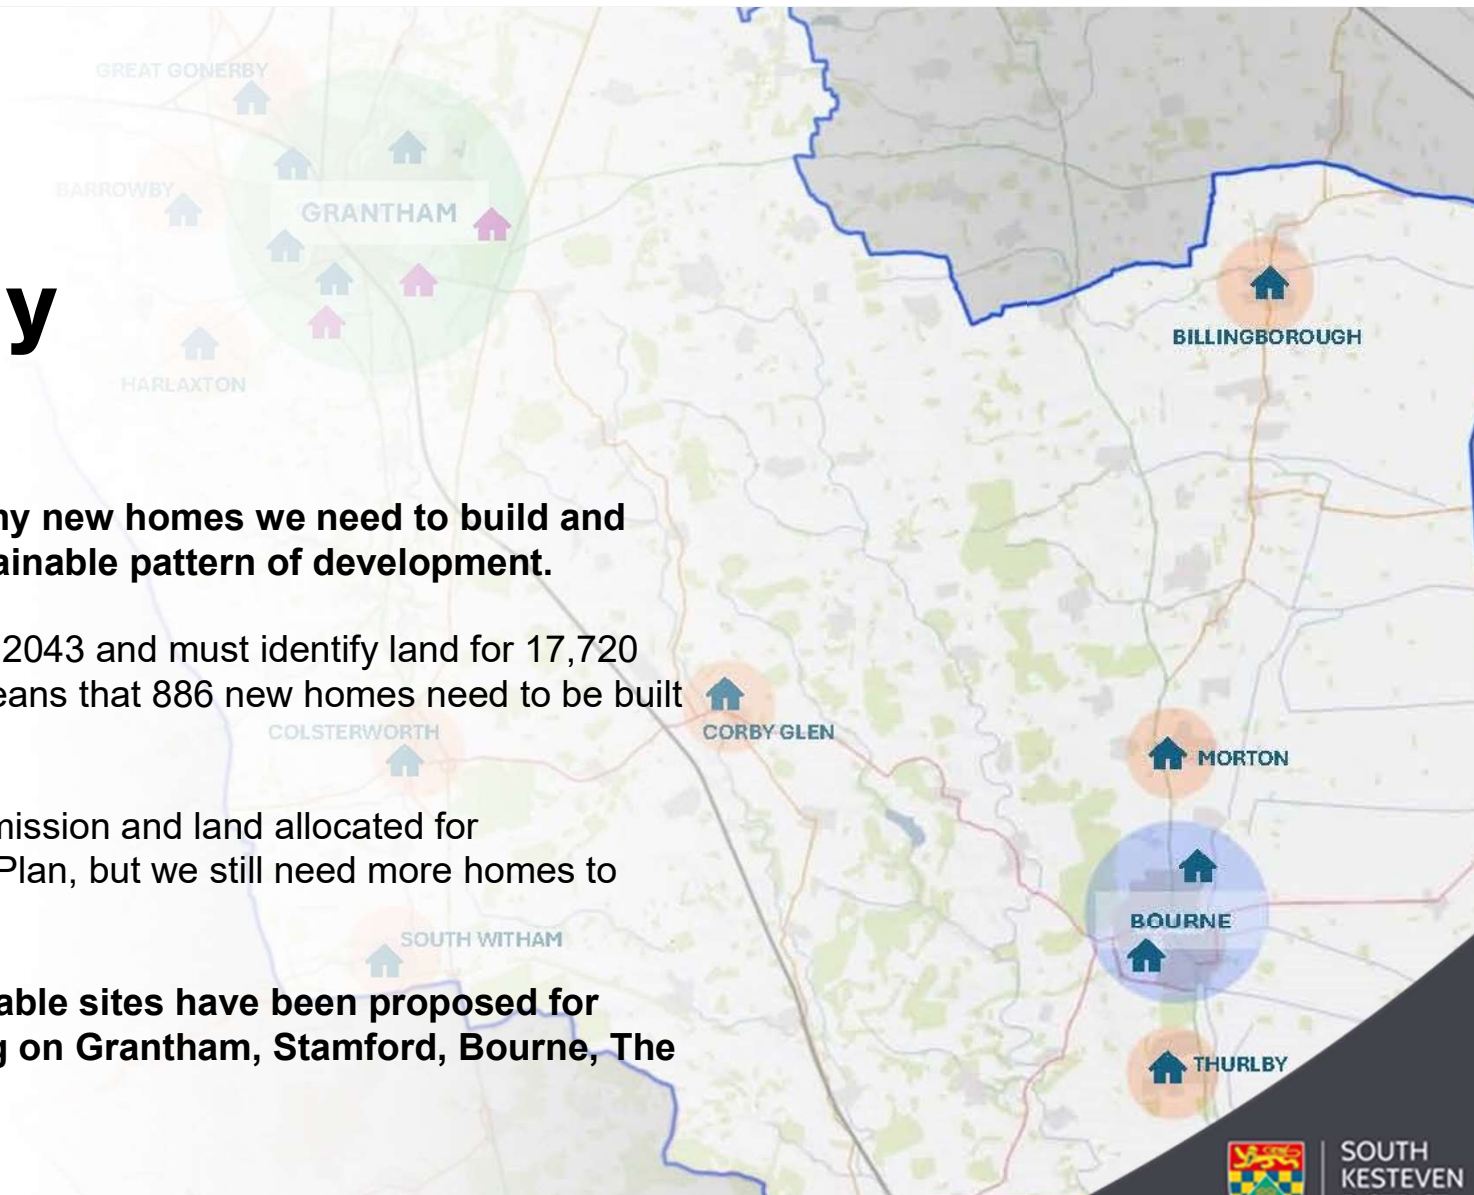 GREAT GONERBY
BARROWBY
GRANTHAM
HARLAXTON
BILLINGBOROUGH
y
ny new homes we need to build and
ainable pattern of development.
2043 and must identify land for 17,720
eans that 886 new homes need to be built
COLSTERWORTH
CORBY GLEN
MORTON
mission and land allocated for
Plan, but we still need more homes to
BOURNE
SOUTH WITHAM
able sites have been proposed for
g on Grantham, Stamford, Bourne, The
THURLBY
SOUTH
KESTEVEN